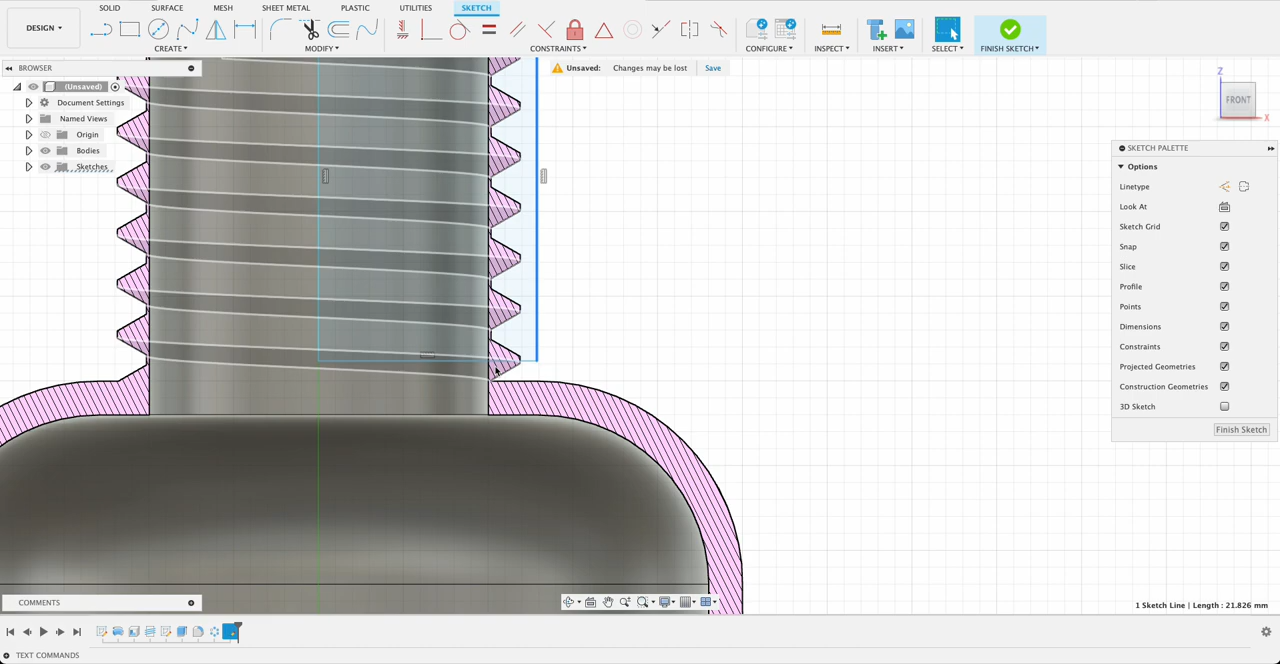 SOLID SURFACE MESH SHEET METAL PLASTIC UTILITIES SKETCH
DESIGN
CREATE MODIFY CONSTRAINTS CONFIGURE INSPECT INSERT SELECT FINISH SKETCH
BROWSER
Unsaved: Changes may be lost Save
(Unsaved)
Document Settings
Named Views
Origin
Bodies
Sketches
Z
FRONT
X
SKETCH PALETTE
Options
Linetype
Look At
Sketch Grid
Snap
Slice
Profile
Points
Dimensions
Constraints
Projected Geometries
Construction Geometries
3D Sketch
Finish Sketch
COMMENTS
1 Sketch Line | Length : 21.826 mm
TEXT COMMANDS